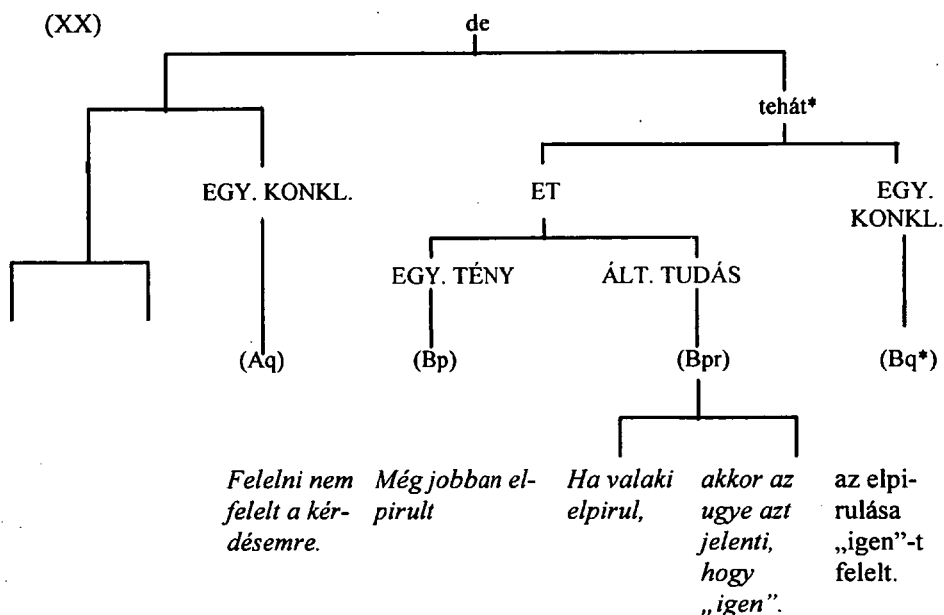 (XX)
de
tehát*
EGY. KONKL.
ET
EGY.
KONKL.
EGY. TÉNY
ÁLT. TUDÁS
(Aq)
(Bp)
(Bpr)
(Bq*)
Felelni nem
felelt a kér-
désemre.
Még jobban el-
pirult
Ha valaki
elpirul,
akkor az
ugye azt
jelenti,
hogy
„igen”.
az elpi-
rulása
„igen”-t
felelt.